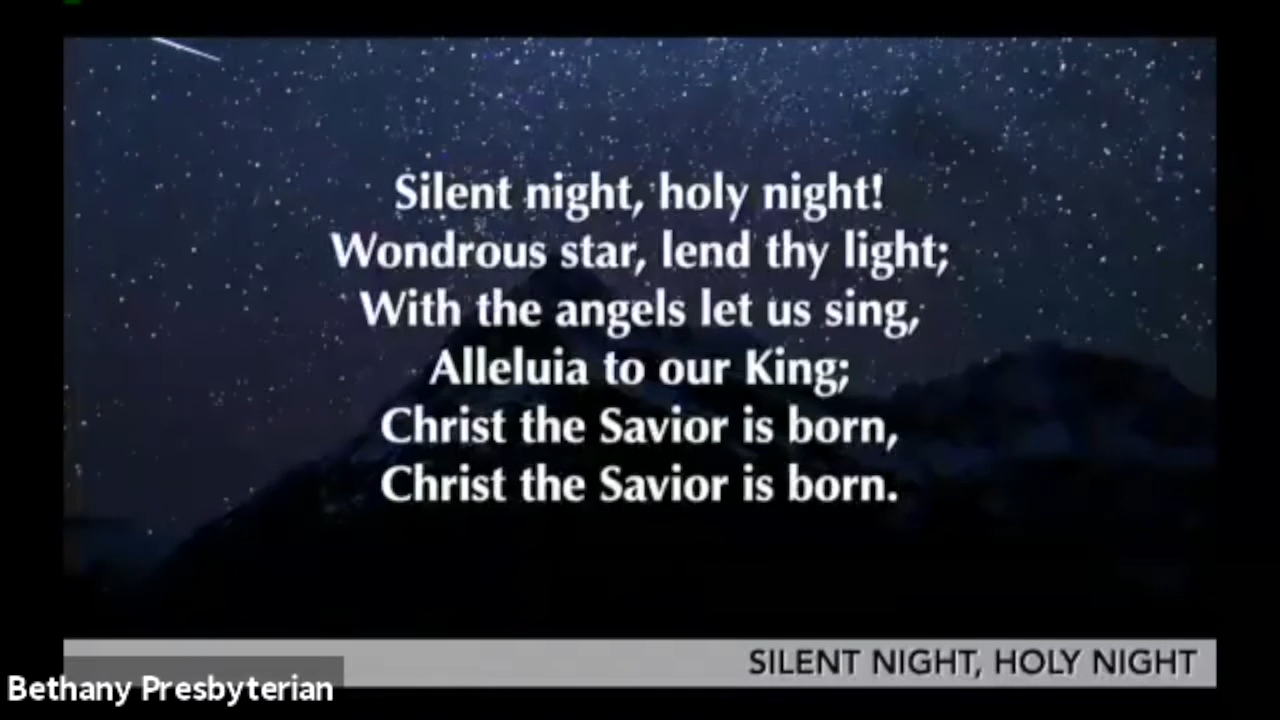 Silent night, holy night!
Wondrous star, lend thy light;
With the angels let us sing,
Alleluia to our King;
Christ the Savior is born,
Christ the Savior is born.
SILENT NIGHT, HOLY NIGHT
Bethany Presbyterian